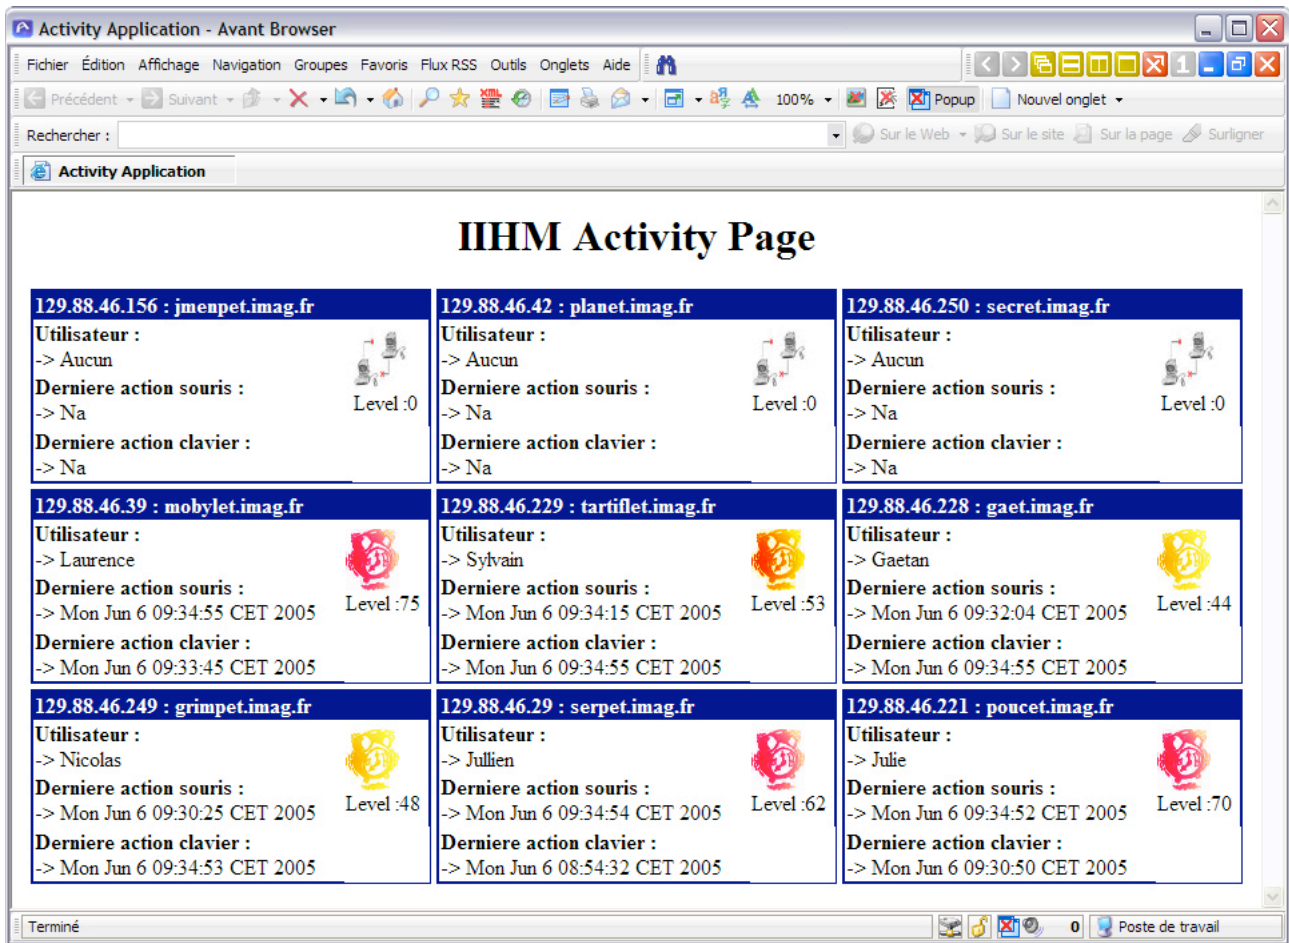 Activity Application - Avant Browser
Fichier Édition Affichage Navigation Groupes Favoris Flux RSS Outils Onglets Aide
1
Précédent Suivant XML 100% Popup Nouvel onglet
Rechercher : Sur le Web Sur le site Sur la page Surligner
Activity Application
IIHM Activity Page
129.88.46.156 : jmenpet.imag.fr
Utilisateur :
-> Aucun
Derniere action souris :
-> Na
Level :0
Derniere action clavier :
-> Na
129.88.46.42 : planet.imag.fr
Utilisateur :
-> Aucun
Derniere action souris :
-> Na
Level :0
Derniere action clavier :
-> Na
129.88.46.250 : secret.imag.fr
Utilisateur :
-> Aucun
Derniere action souris :
-> Na
Level :0
Derniere action clavier :
-> Na
129.88.46.39 : mobylet.imag.fr
Utilisateur :
-> Laurence
Derniere action souris :
-> Mon Jun 6 09:34:55 CET 2005
Level :75
Derniere action clavier :
-> Mon Jun 6 09:33:45 CET 2005
129.88.46.229 : tartiflet.imag.fr
Utilisateur :
-> Sylvain
Derniere action souris :
-> Mon Jun 6 09:34:15 CET 2005
Level :53
Derniere action clavier :
-> Mon Jun 6 09:34:55 CET 2005
129.88.46.228 : gaet.imag.fr
Utilisateur :
-> Gaetan
Derniere action souris :
-> Mon Jun 6 09:32:04 CET 2005
Level :44
Derniere action clavier :
-> Mon Jun 6 09:34:55 CET 2005
129.88.46.249 : grimpet.imag.fr
Utilisateur :
-> Nicolas
Derniere action souris :
-> Mon Jun 6 09:30:25 CET 2005
Level :48
Derniere action clavier :
-> Mon Jun 6 09:34:53 CET 2005
129.88.46.29 : serpet.imag.fr
Utilisateur :
-> Jullien
Derniere action souris :
-> Mon Jun 6 09:34:54 CET 2005
Level :62
Derniere action clavier :
-> Mon Jun 6 08:54:32 CET 2005
129.88.46.221 : poucet.imag.fr
Utilisateur :
-> Julie
Derniere action souris :
-> Mon Jun 6 09:34:52 CET 2005
Level :70
Derniere action clavier :
-> Mon Jun 6 09:30:50 CET 2005
Terminé 0 Poste de travail